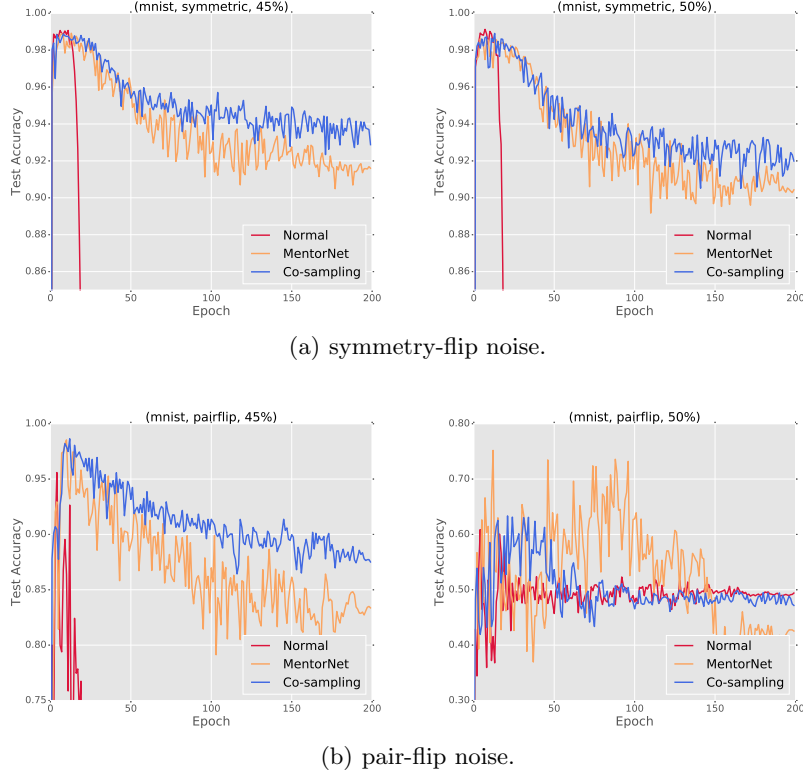 (mnist, symmetric, 45%)
1.00
0.98
0.96
0.94
0.92
0.90
0.88
0.86
Test Accuracy
0
50
100
150
200
Epoch
Normal
MentorNet
Co-sampling
(mnist, symmetric, 50%)
1.00
0.98
0.96
0.94
0.92
0.90
0.88
0.86
Test Accuracy
0
50
100
150
200
Epoch
Normal
MentorNet
Co-sampling
(a) symmetry-flip noise.
(mnist, pairflip, 45%)
1.00
0.95
0.90
0.85
0.80
0.75
Test Accuracy
0
50
100
150
200
Epoch
Normal
MentorNet
Co-sampling
(mnist, pairflip, 50%)
0.80
0.70
0.60
0.50
0.40
0.30
Test Accuracy
0
50
100
150
200
Epoch
Normal
MentorNet
Co-sampling
(b) pair-flip noise.